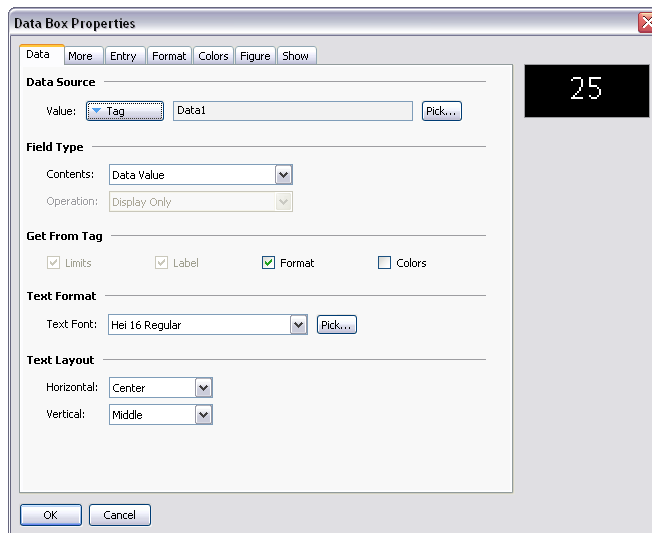 Data Box Properties
Data More Entry Format Colors Figure Show
Data Source
Value: Tag Data1 Pick...
25
Field Type
Contents: Data Value
Operation: Display Only
Get From Tag
Limits Label Format Colors
Text Format
Text Font: Hei 16 Regular Pick...
Text Layout
Horizontal: Center
Vertical: Middle
OK Cancel